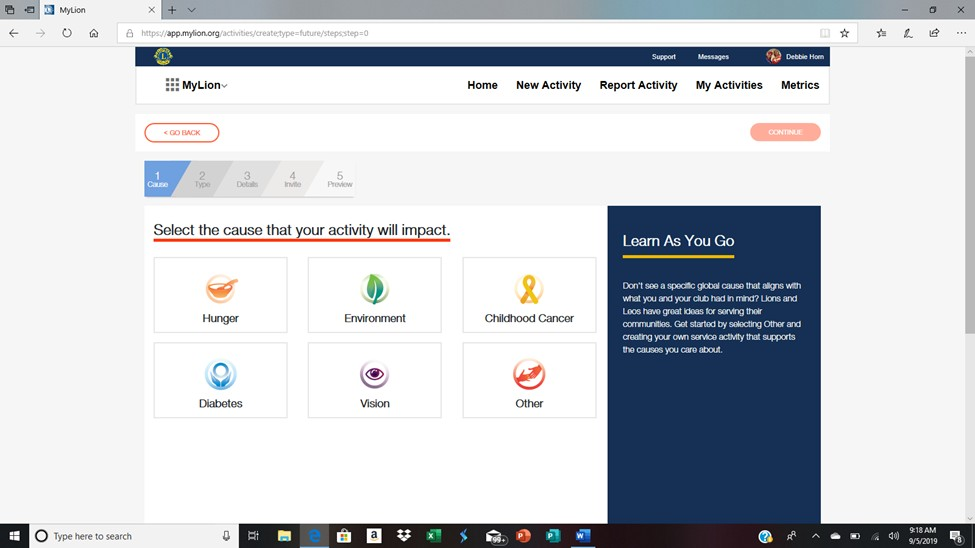 MyLion
https://app.mylion.org/activities/create;type=future/steps;step=0
Support Messages Debbie Horn
MyLion Home New Activity Report Activity My Activities Metrics
< GO BACK CONTINUE
1 2 3 4 5
Cause Type Details Invite Preview
Select the cause that your activity will impact.
Hunger Environment Childhood Cancer
Diabetes Vision Other
Learn As You Go
Don't see a specific global cause that aligns with
what you and your club had in mind? Lions and
Leos have great ideas for serving their
communities. Get started by selecting Other and
creating your own service activity that supports
the causes you care about.
Type here to search
99+
9:18 AM
9/5/2019